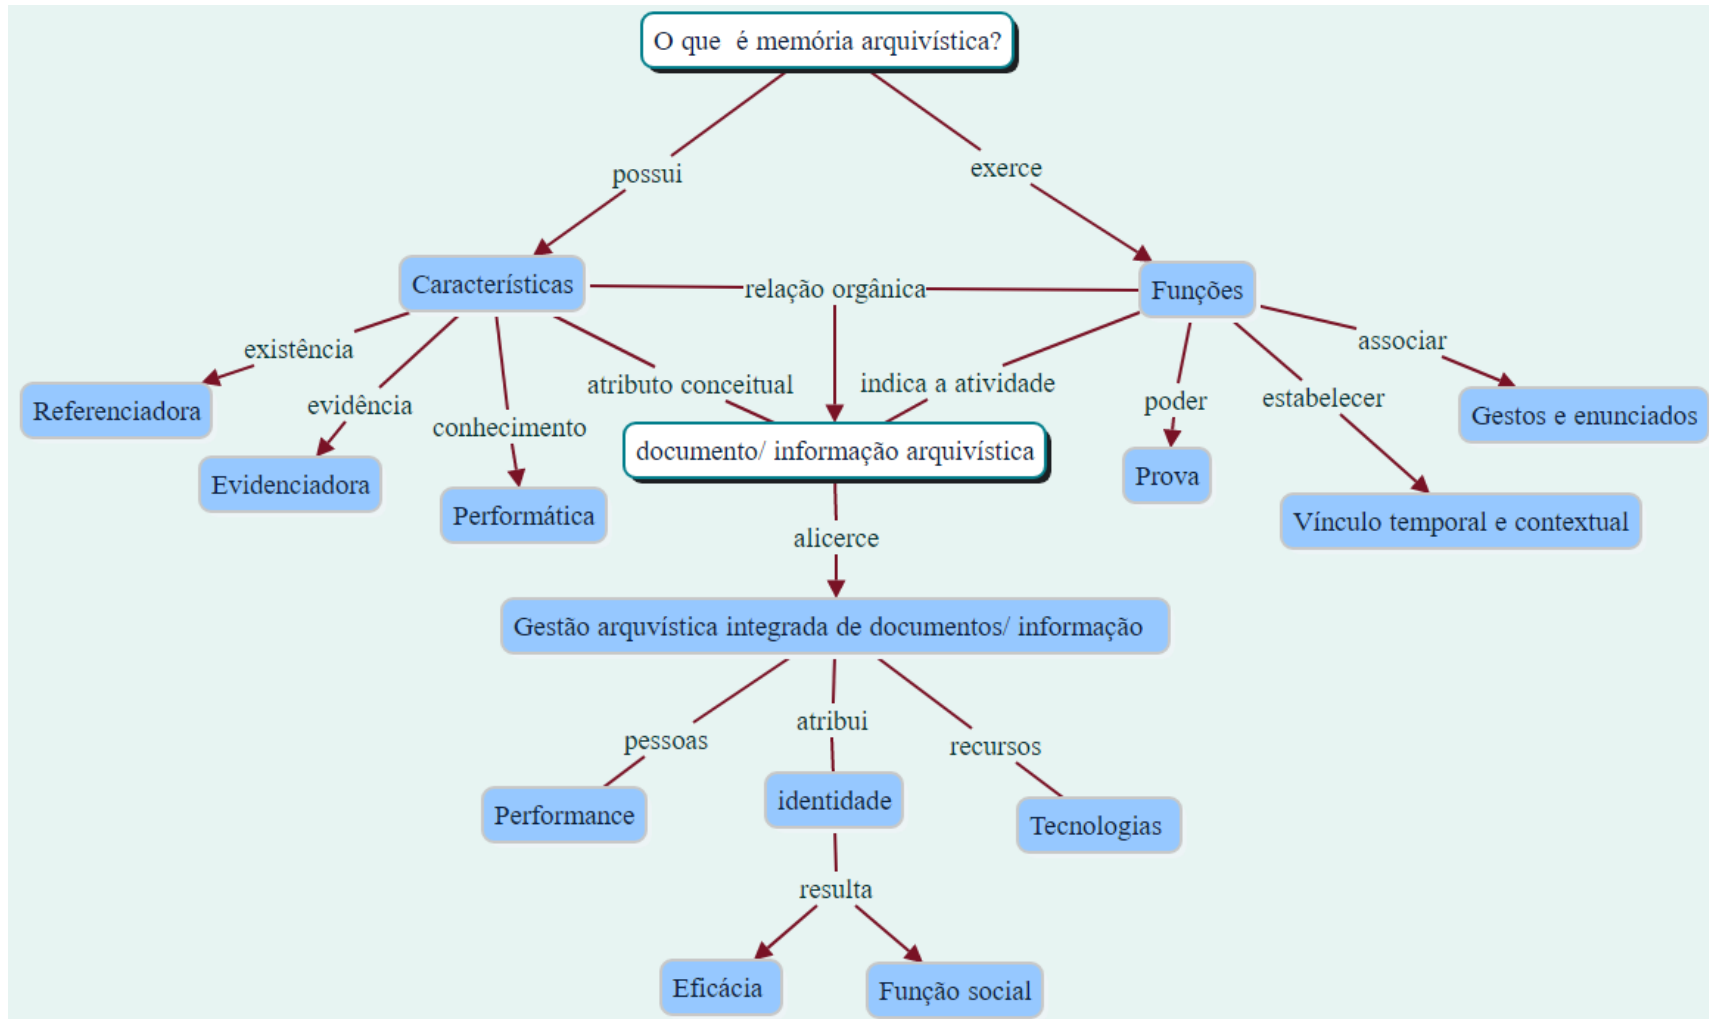 O que é memória arquivística?
possui
exerce
Características
relação orgânica
Funções
existência
associar
atributo conceitual
indica a atividade
Referenciadora
evidência
poder
estabelecer
Gestos e enunciados
conhecimento
documento/ informação arquivística
Evidenciadora
Prova
Performática
Vínculo temporal e contextual
alicerce
Gestão arquvística integrada de documentos/ informação
pessoas
atribui
recursos
Performance
identidade
Tecnologias
resulta
Eficácia
Função social